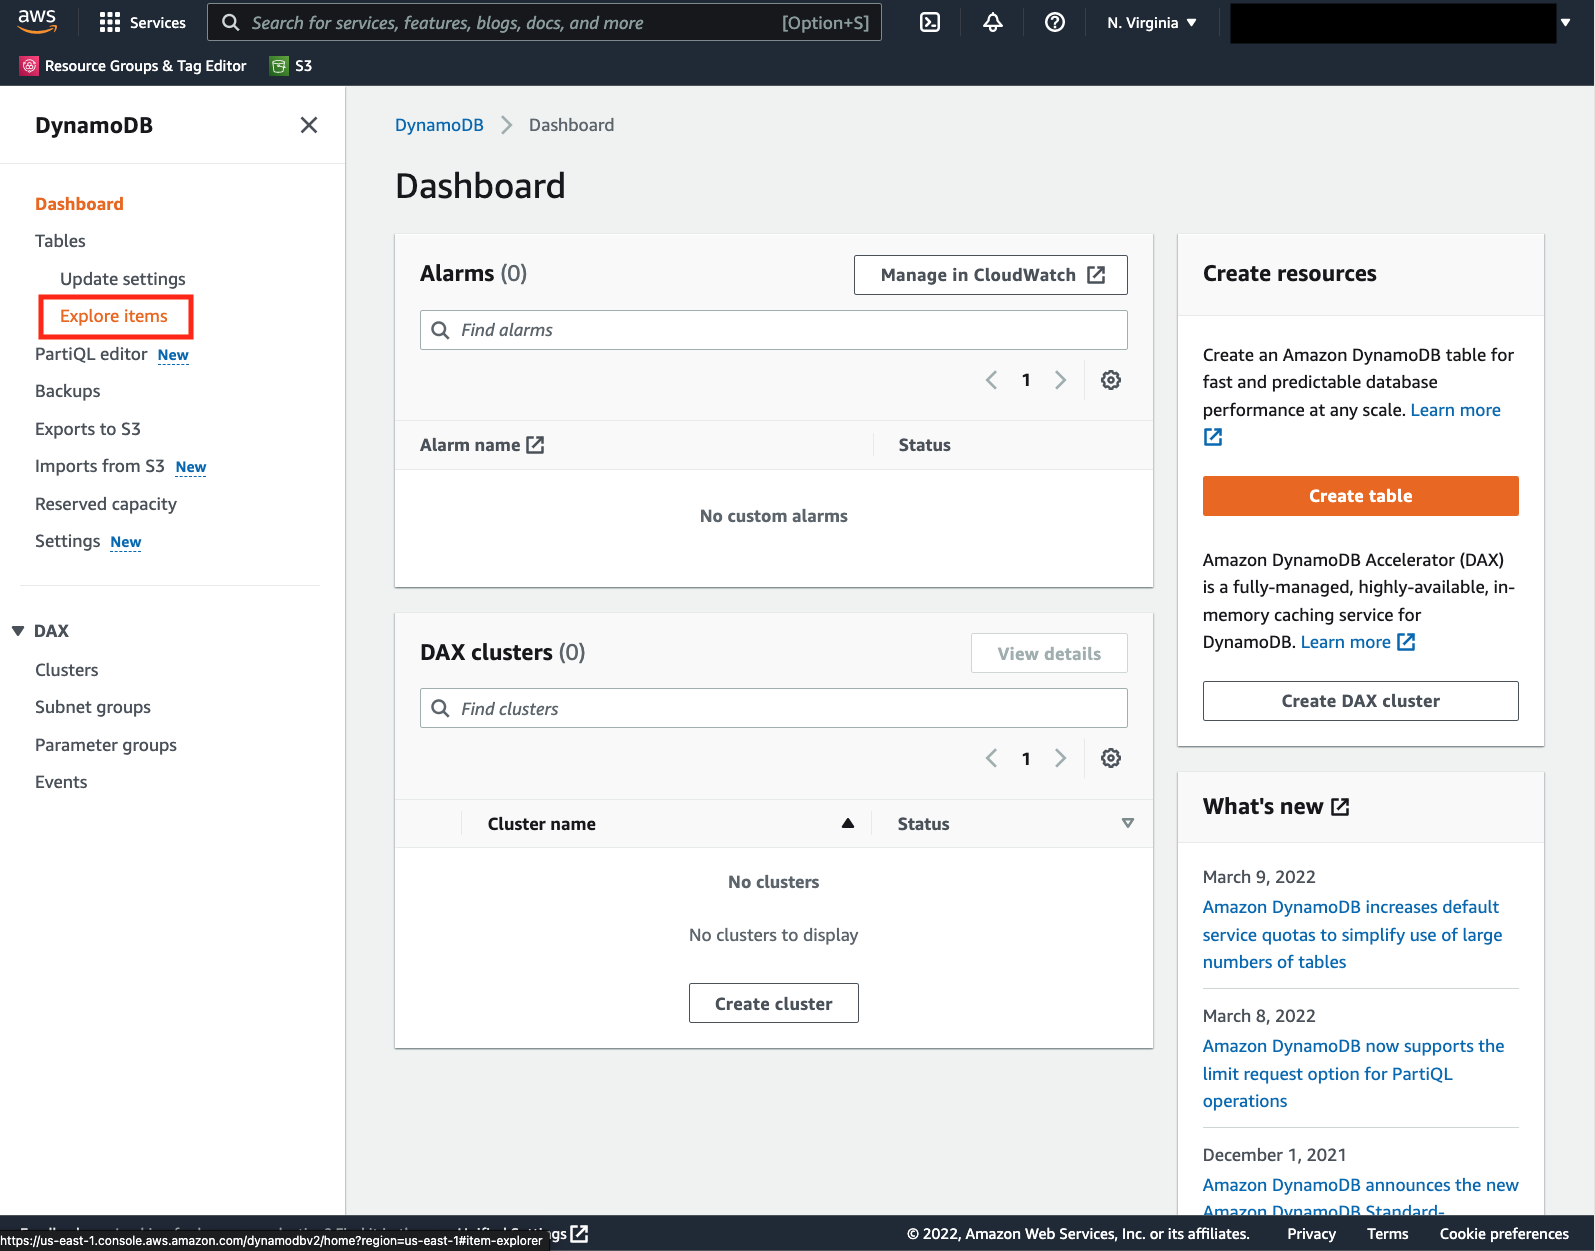 aws
Services
Search for services, features, blogs, docs, and more
[Option+S]
N. Virginia
Resource Groups & Tag Editor
S3
DynamoDB
Dashboard
Tables
Update settings
Explore items
PartiQL editor New
Backups
Exports to S3
Imports from S3 New
Reserved capacity
Settings New
DAX
Clusters
Subnet groups
Parameter groups
Events
DynamoDB
Dashboard
Dashboard
Alarms (0)
Manage in CloudWatch
Find alarms
1
Alarm name
Status
No custom alarms
DAX clusters (0)
View details
Find clusters
1
Cluster name
Status
No clusters
No clusters to display
Create cluster
Create resources
Create an Amazon DynamoDB table for
fast and predictable database
performance at any scale. Learn more
Create table
Amazon DynamoDB Accelerator (DAX)
is a fully-managed, highly-available, in-
memory caching service for
DynamoDB. Learn more
Create DAX cluster
What's new
March 9, 2022
Amazon DynamoDB increases default
service quotas to simplify use of large
numbers of tables
March 8, 2022
Amazon DynamoDB now supports the
limit request option for PartiQL
operations
December 1, 2021
Amazon DynamoDB announces the new
Amazon DynamoDB Standard-
https://us-east-1.console.aws.amazon.com/dynamodbv2/home?region=us-east-1#item-explorer
© 2022, Amazon Web Services, Inc. or its affiliates.
Privacy
Terms
Cookie preferences